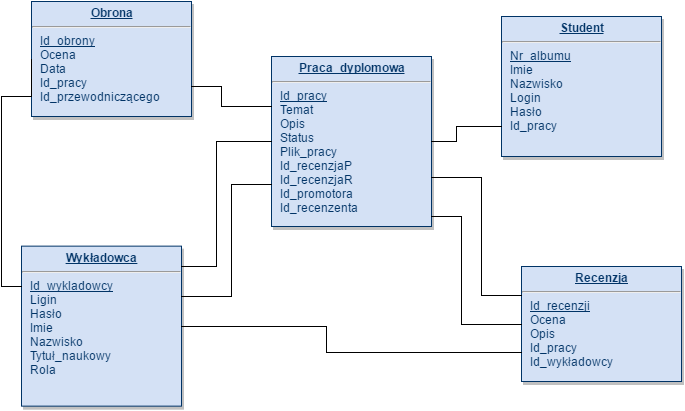 Obrona
Id_obrony
Ocena
Data
Id_pracy
Id_przewodniczącego
Student
Nr_albumu
Imie
Nazwisko
Login
Hasło
Id_pracy
Praca_dyplomowa
Id_pracy
Temat
Opis
Status
Plik_pracy
Id_recenzjaP
Id_recenzjaR
Id_promotora
Id_recenzenta
Wykładowca
Id_wykladowcy
Ligin
Hasło
Imie
Nazwisko
Tytuł_naukowy
Rola
Recenzja
Id_recenzji
Ocena
Opis
Id_pracy
Id_wykładowcy